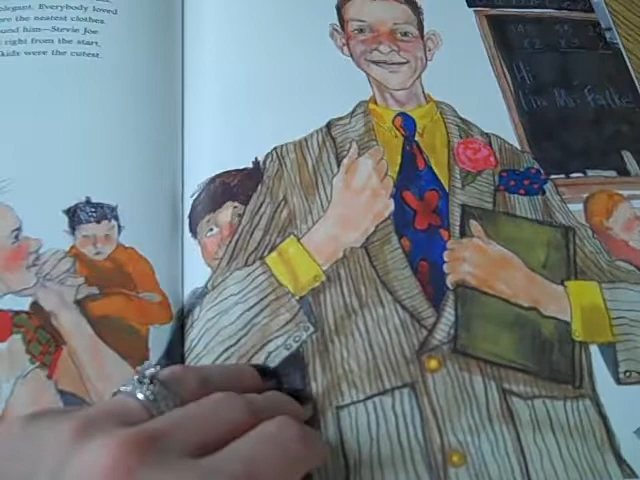 elegant. Everybody loved
re the neatest clothes.
ound him—Stevie Joe
right from the start,
kids were the cutest.
Hi
I'm Mr. Falker